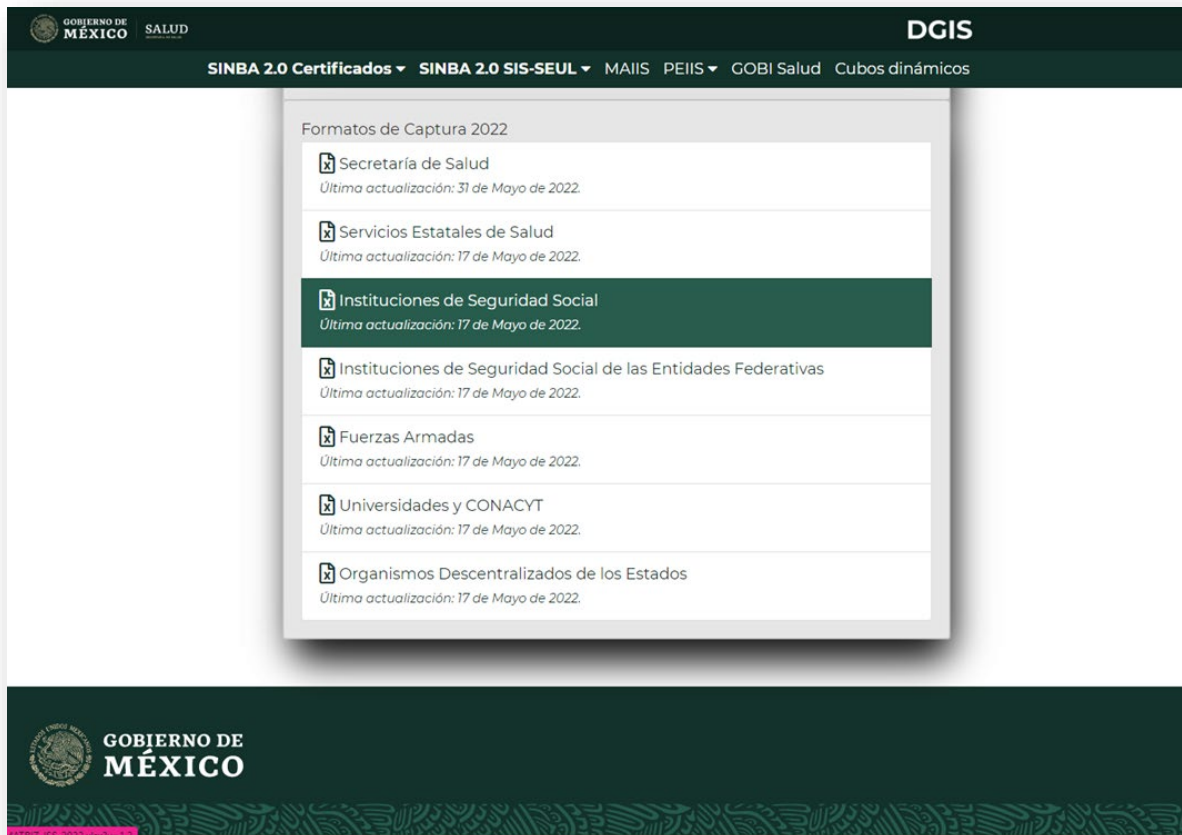 GOBIERNO DE
MÉXICO
SALUD
DGIS
SINBA 2.0 Certificados SINBA 2.0 SIS-SEUL MAIIS PEIIS GOBI Salud Cubos dinámicos
Formatos de Captura 2022
Secretaría de Salud
Última actualización: 31 de Mayo de 2022.
Servicios Estatales de Salud
Última actualización: 17 de Mayo de 2022.
Instituciones de Seguridad Social
Última actualización: 17 de Mayo de 2022.
Instituciones de Seguridad Social de las Entidades Federativas
Última actualización: 17 de Mayo de 2022.
Fuerzas Armadas
Última actualización: 17 de Mayo de 2022.
Universidades y CONACYT
Última actualización: 17 de Mayo de 2022.
Organismos Descentralizados de los Estados
Última actualización: 17 de Mayo de 2022.
GOBIERNO DE
MÉXICO